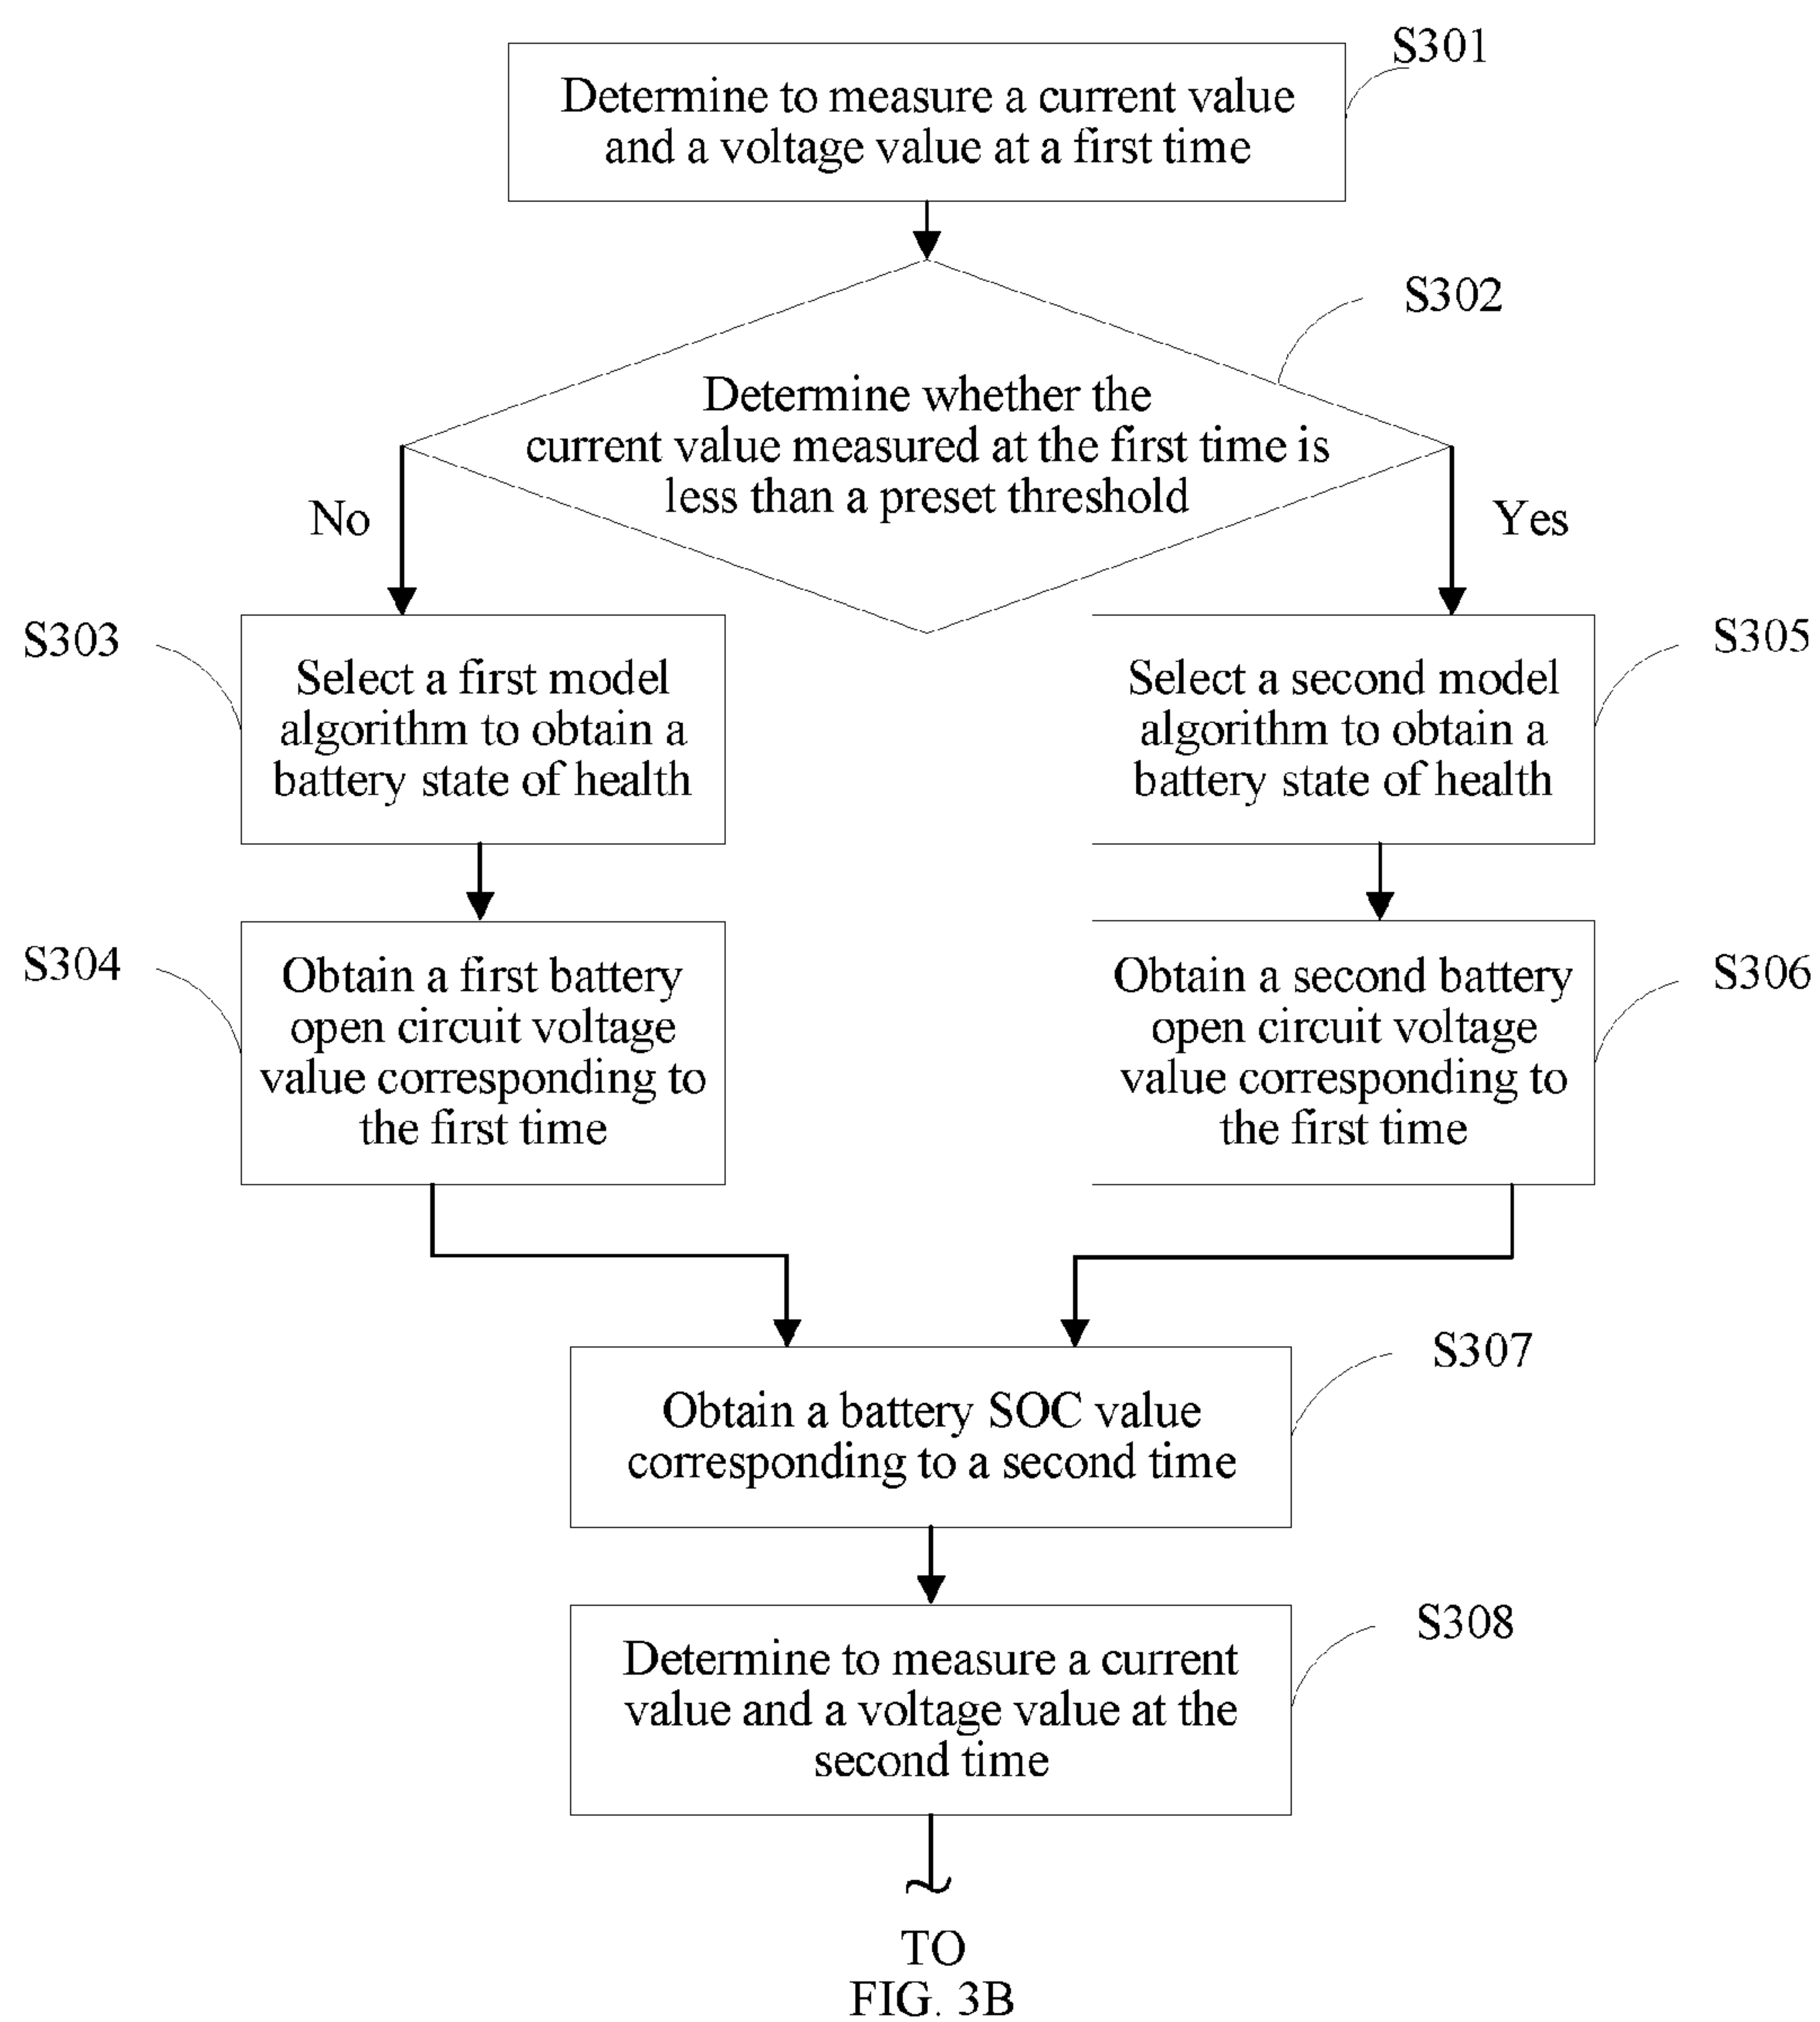 S301
Determine to measure a current value
and a voltage value at a first time
S302
Determine whether the
current value measured at the first time is
less than a preset threshold
No
Yes
S303
Select a first model
algorithm to obtain a
battery state of health
S305
Select a second model
algorithm to obtain a
battery state of health
S304
Obtain a first battery
open circuit voltage
value corresponding to
the first time
S306
Obtain a second battery
open circuit voltage
value corresponding to
the first time
S307
Obtain a battery SOC value
corresponding to a second time
S308
Determine to measure a current
value and a voltage value at the
second time
TO
FIG. 3B